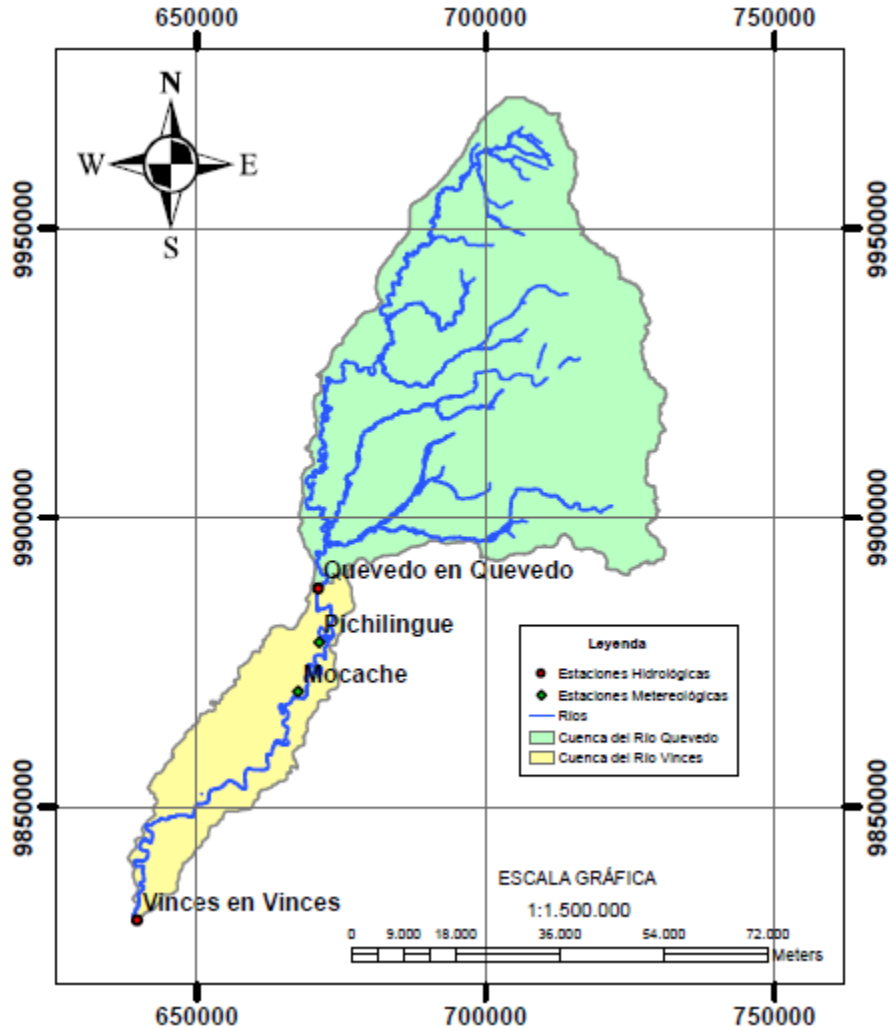 650000 700000 750000
N
W E
S
9950000 9950000
9900000 9900000
Quevedo en Quevedo
Pichilingue
Mocache
Leyenda
Estaciones Hidrológicas
Estaciones Metereológicas
Ríos
Cuenca del Río Quevedo
Cuenca del Río Vinces
9850000 9850000
Vinces en Vinces
ESCALA GRÁFICA
1:1.500.000
0 9.000 18.000 36.000 54.000 72.000
Meters
650000 700000 750000